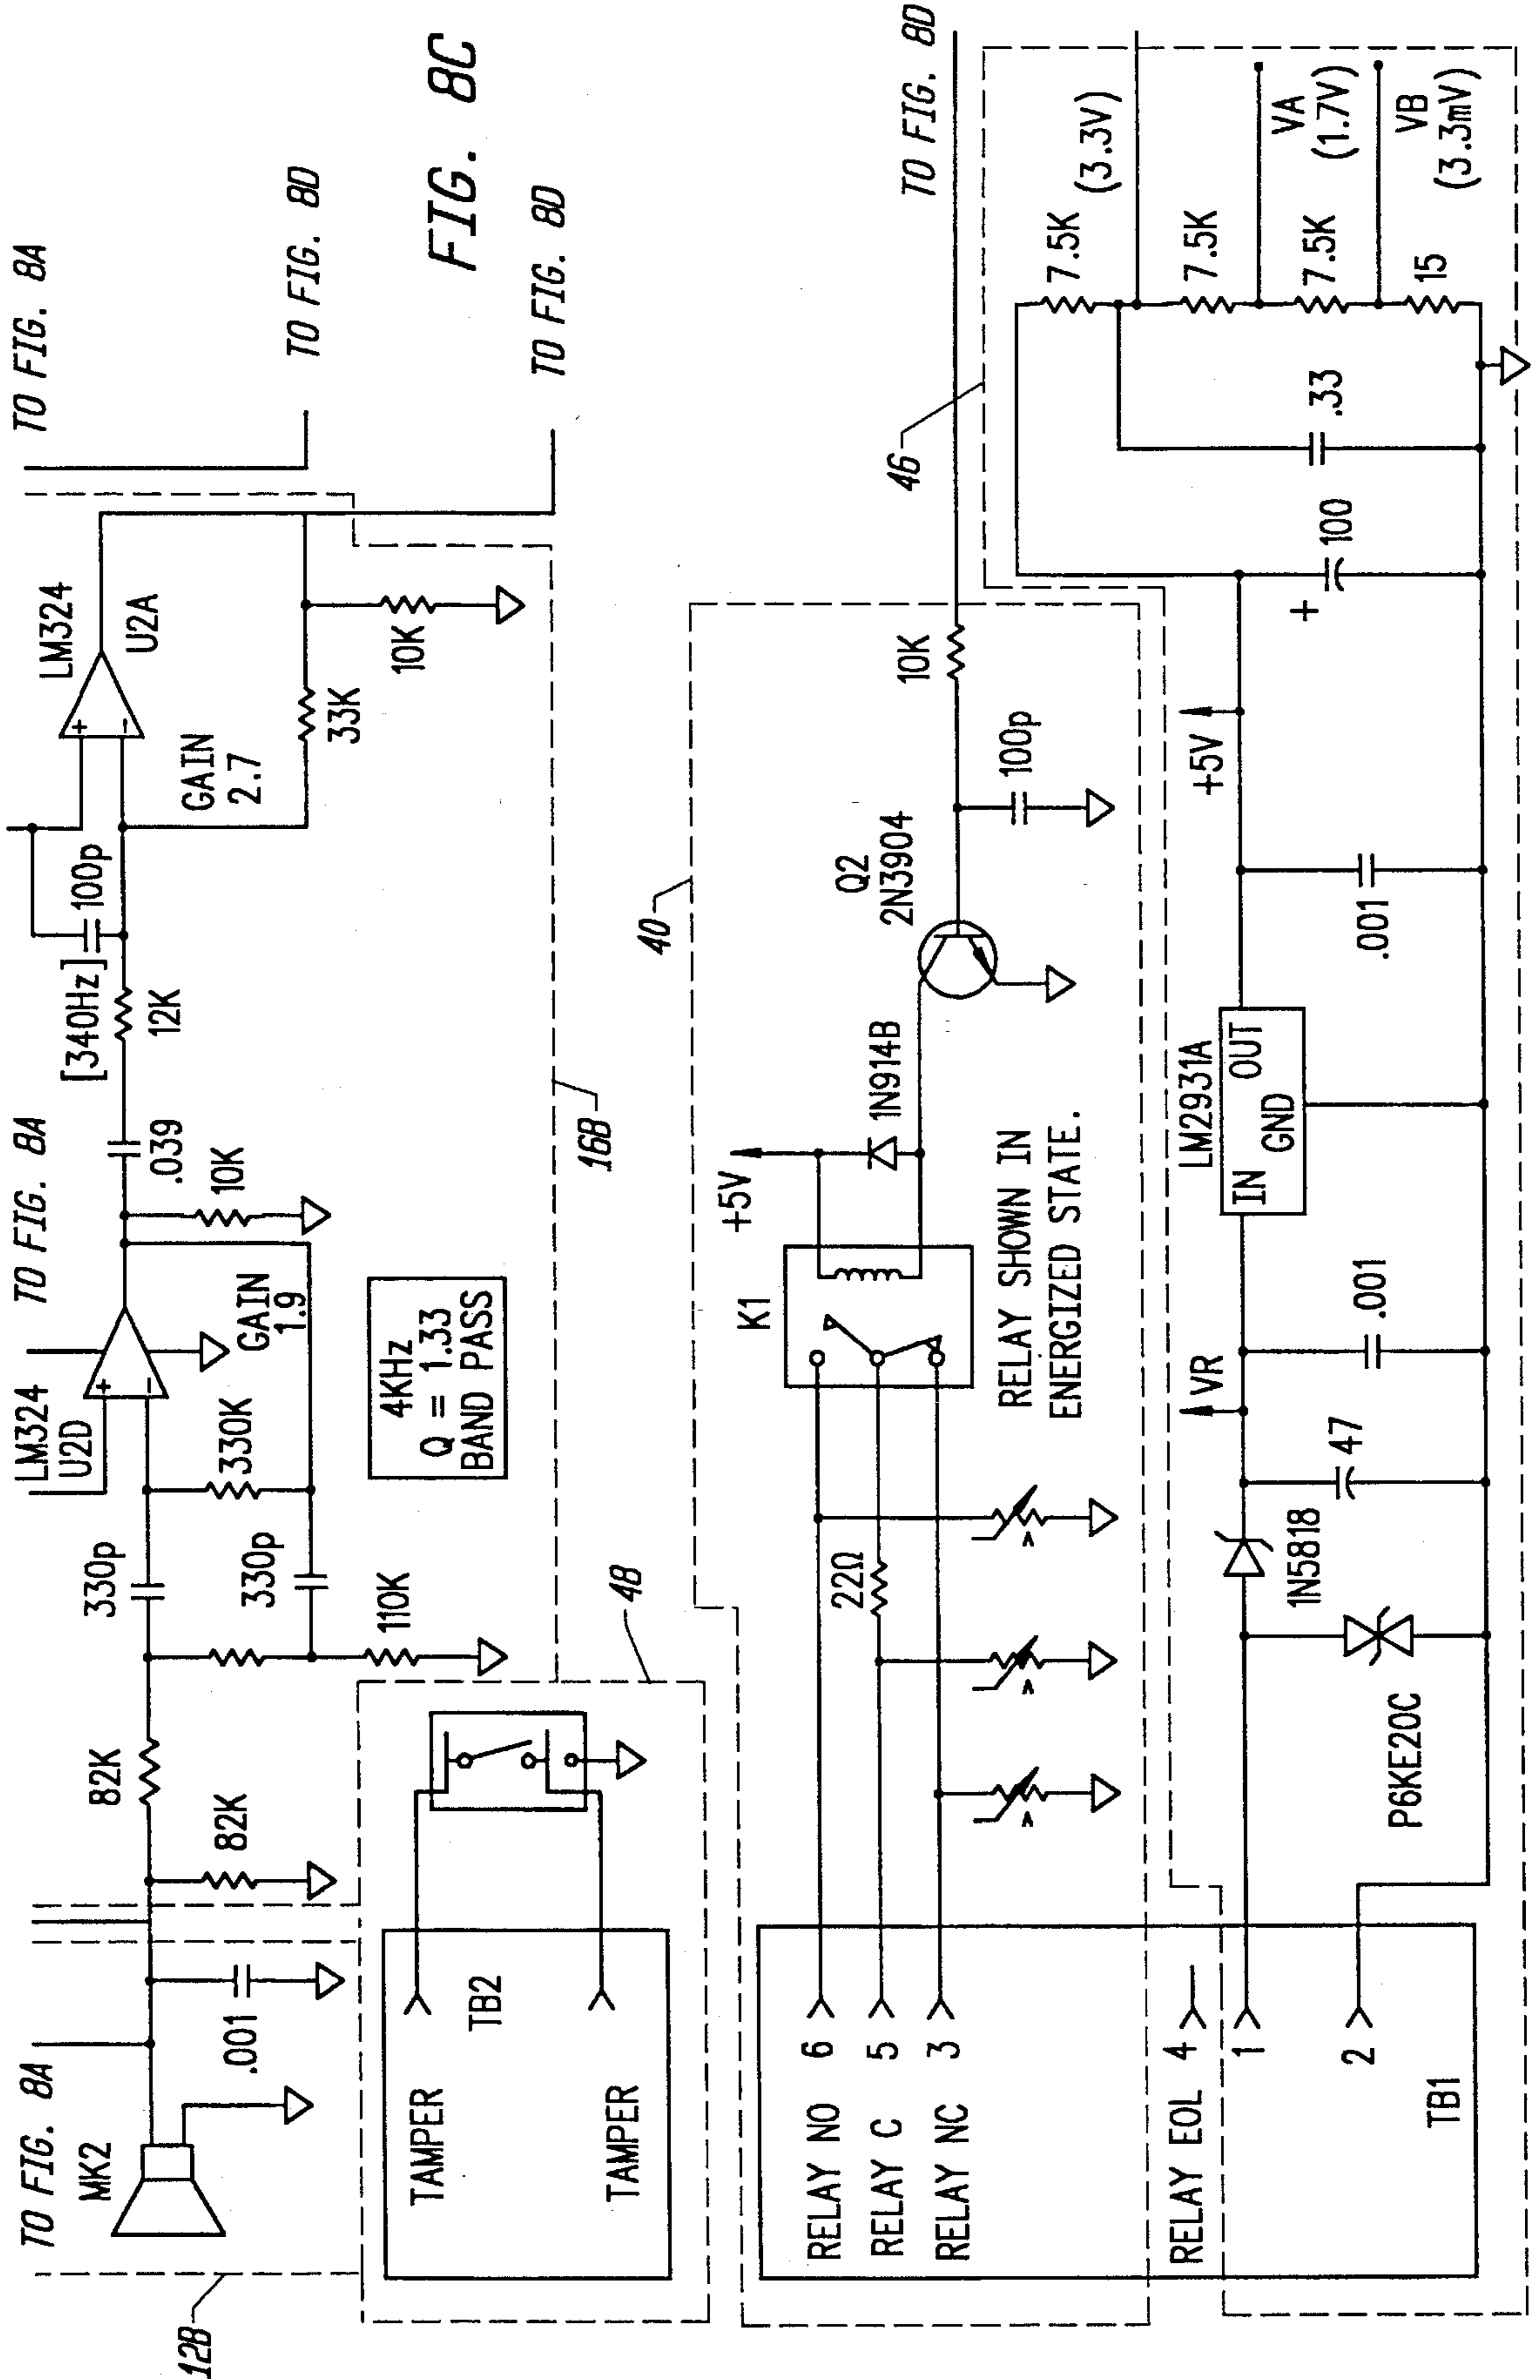 TO FIG. 8A
TO FIG. 8A
TO FIG. 8A
TO FIG. 8D
TO FIG. 8D
FIG. 8C
12B
MK2
.001
82K
82K
330p
330p
110K
LM324
U2D
330K
GAIN
1.9
10K
.039
[340Hz]
12K
100p
LM324
U2A
GAIN
2.7
33K
10K
4KHz
Q = 1.33
BAND PASS
16B
48
TAMPER
TB2
TAMPER
40
RELAY NO 6
RELAY C 5
RELAY NC 3
22Ω
K1
+5V
1N914B
Q2
2N3904
100p
10K
TO FIG. 8D
RELAY SHOWN IN
ENERGIZED STATE.
46
RELAY EOL 4
1
2
TB1
P6KE20C
1N5818
47
VR
.001
LM2931A
IN
OUT
GND
.001
+5V
+
100
.33
7.5K
(3.3V)
7.5K
VA
(1.7V)
7.5K
VB
(3.3mV)
15